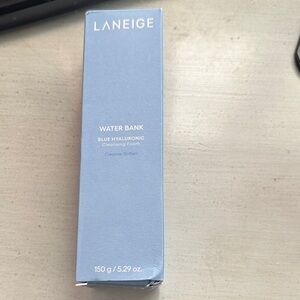 LANEIGE
WATER BANK
BLUE HYALURONIC
Cleansing Foam
150 g / 5.29 oz.